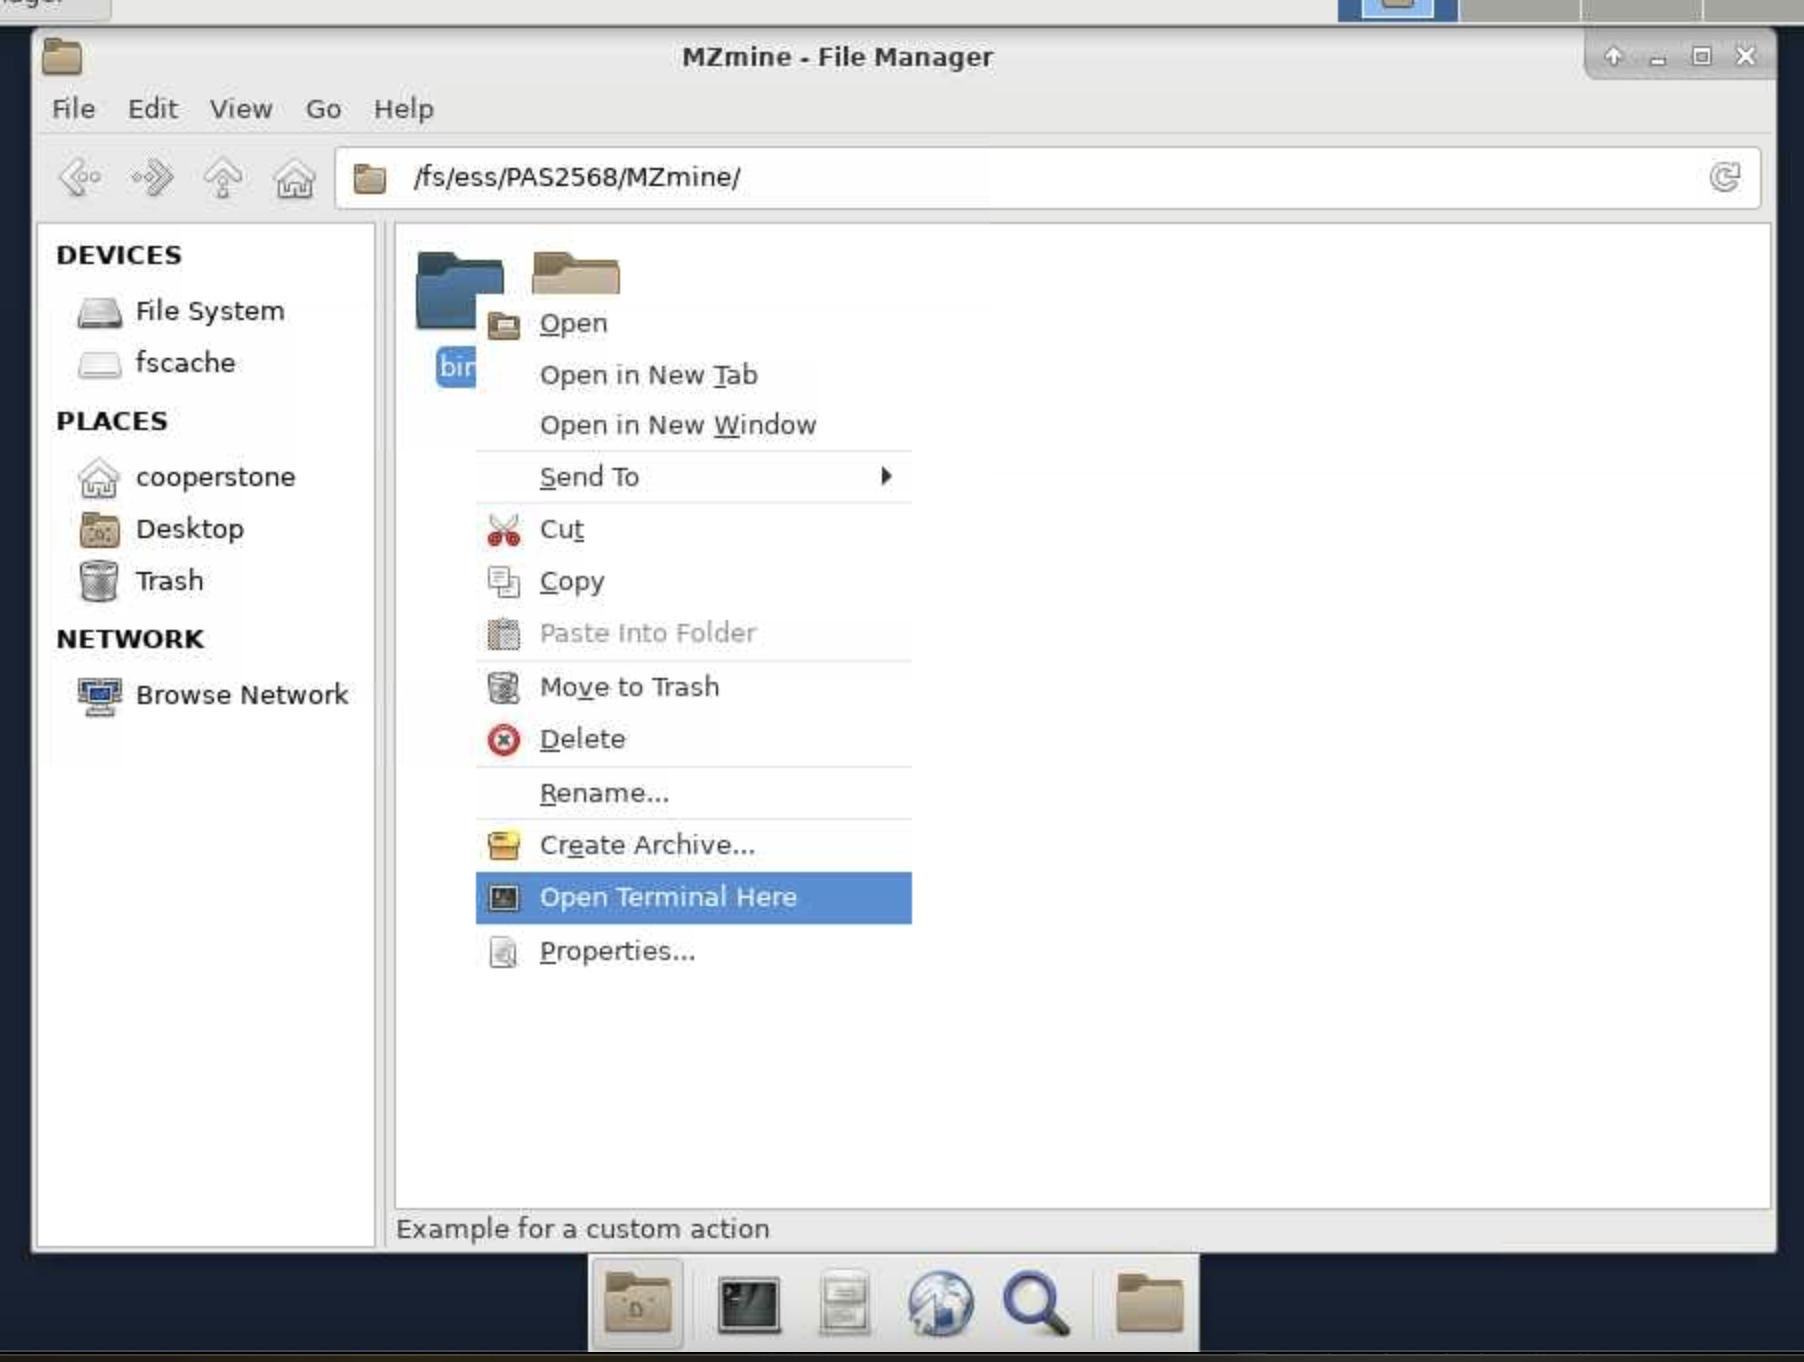 MZmine - File Manager
File Edit View Go Help
/fs/ess/PAS2568/MZmine/
DEVICES
File System
fscache
PLACES
cooperstone
Desktop
Trash
NETWORK
Browse Network
Open
Open in New Tab
Open in New Window
Send To
Cut
Copy
Paste Into Folder
Move to Trash
Delete
Rename...
Create Archive...
Open Terminal Here
Properties...
Example for a custom action